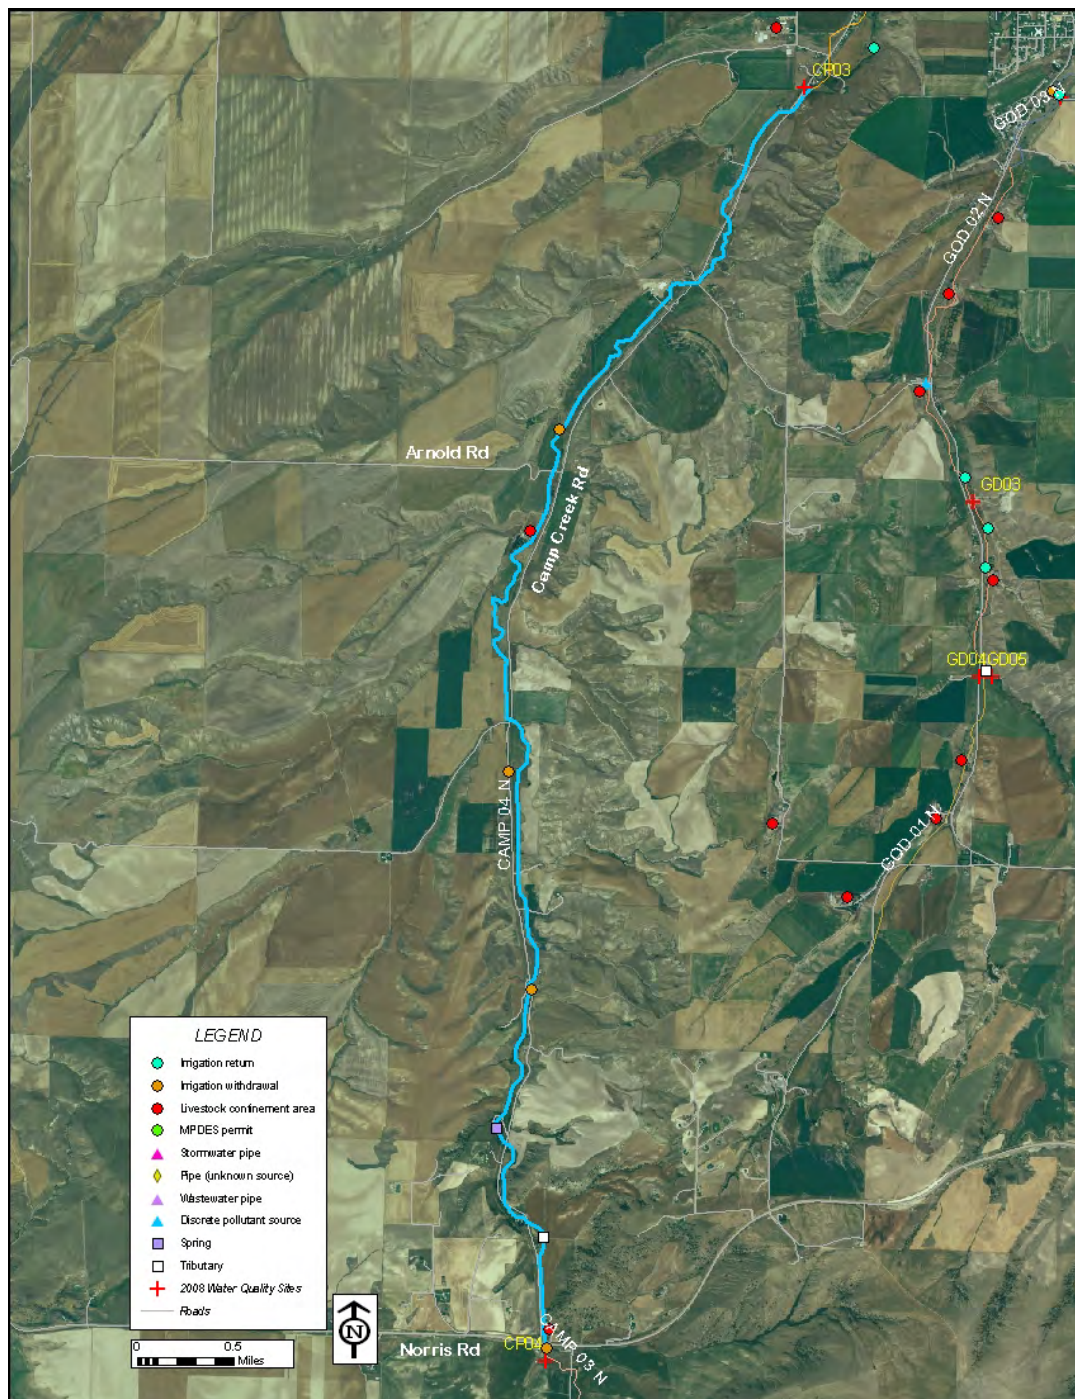 CP03
GOD 03 N
GOD 02 N
Arnold Rd
Camp Creek Rd
GD03
GD04GD05
CAMP 04 N
GOD 01 N
LEGEND
Irrigation return
Irrigation withdrawal
Livestock confinement area
MPDES permit
Stormwater pipe
Pipe (unknown source)
Wastewater pipe
Discrete pollutant source
Spring
Tributary
2008 Water Quality Sites
Roads
0 0.5
Miles
N
Norris Rd
CP04
CAMP 03 N